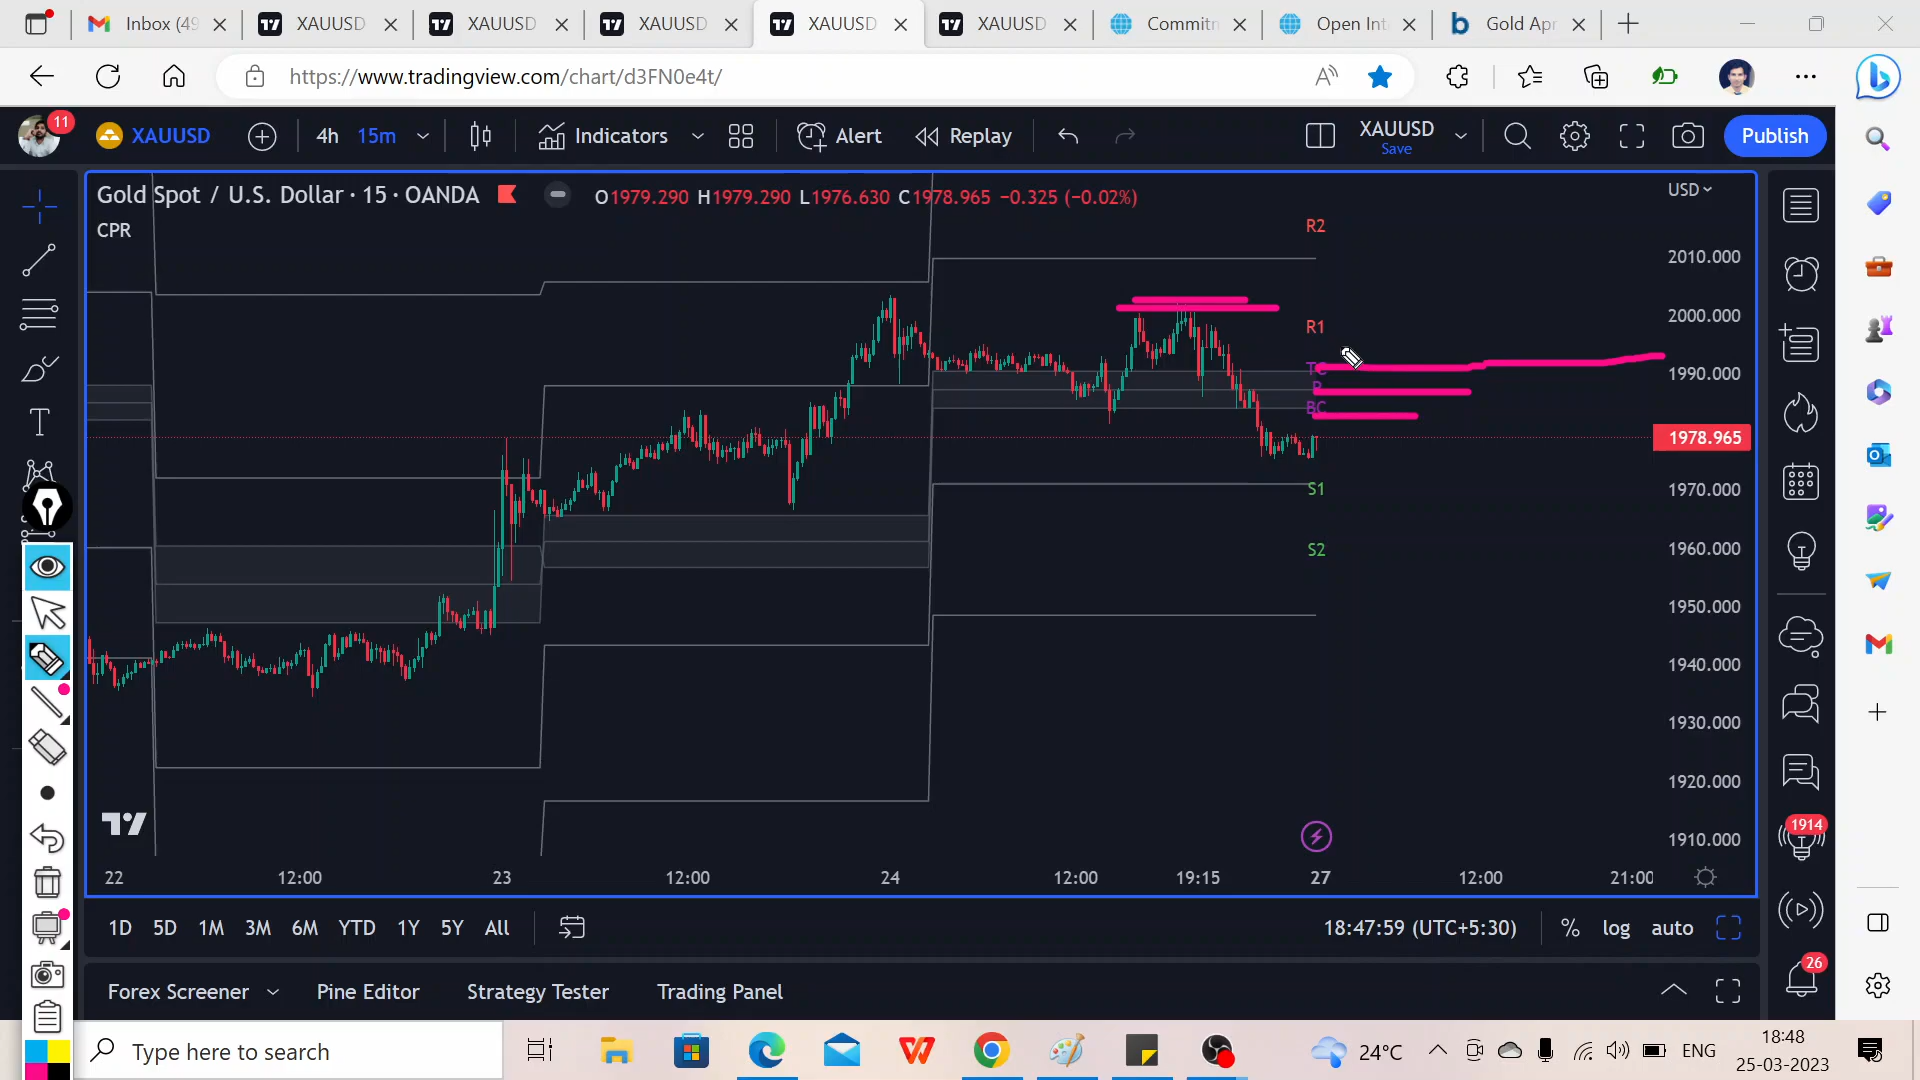 Inbox (49
XAUUSD
XAUUSD
XAUUSD
XAUUSD
XAUUSD
Commitm
Open Int
Gold Apr
https://www.tradingview.com/chart/d3FN0e4t/
11
XAUUSD
4h
15m
Indicators
Alert
Replay
XAUUSD
Save
Publish
Gold Spot / U.S. Dollar · 15 · OANDA
O1979.290 H1979.290 L1976.630 C1978.965 −0.325 (−0.02%)
USD
CPR
R2
R1
TC
P
BC
S1
S2
2010.000
2000.000
1990.000
1978.965
1970.000
1960.000
1950.000
1940.000
1930.000
1920.000
1910.000
22
12:00
23
12:00
24
12:00
19:15
27
12:00
21:00
1D 5D 1M 3M 6M YTD 1Y 5Y All
18:47:59 (UTC+5:30)
% log auto
1914
26
Forex Screener
Pine Editor
Strategy Tester
Trading Panel
Type here to search
24°C
ENG
18:48
25-03-2023